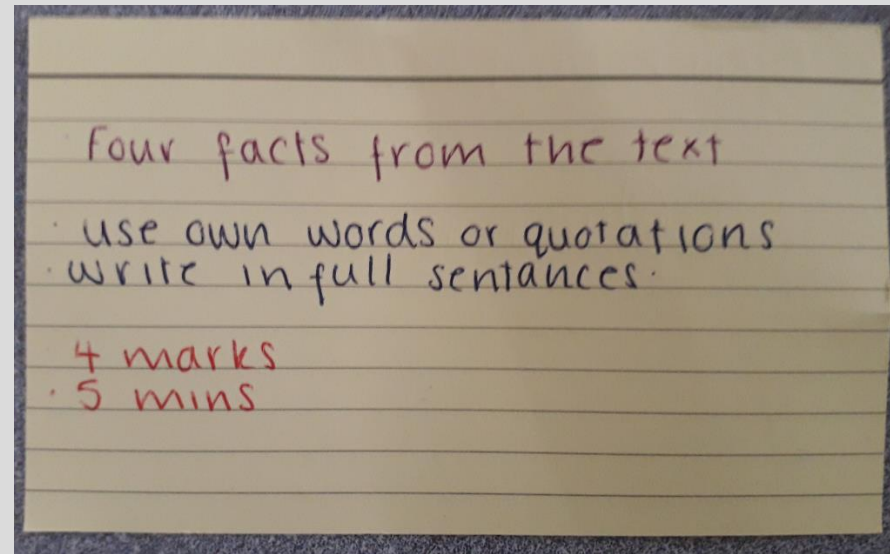 Four facts from the text
· use own words or quotations
· write in full sentances.
4 marks
· 5 mins